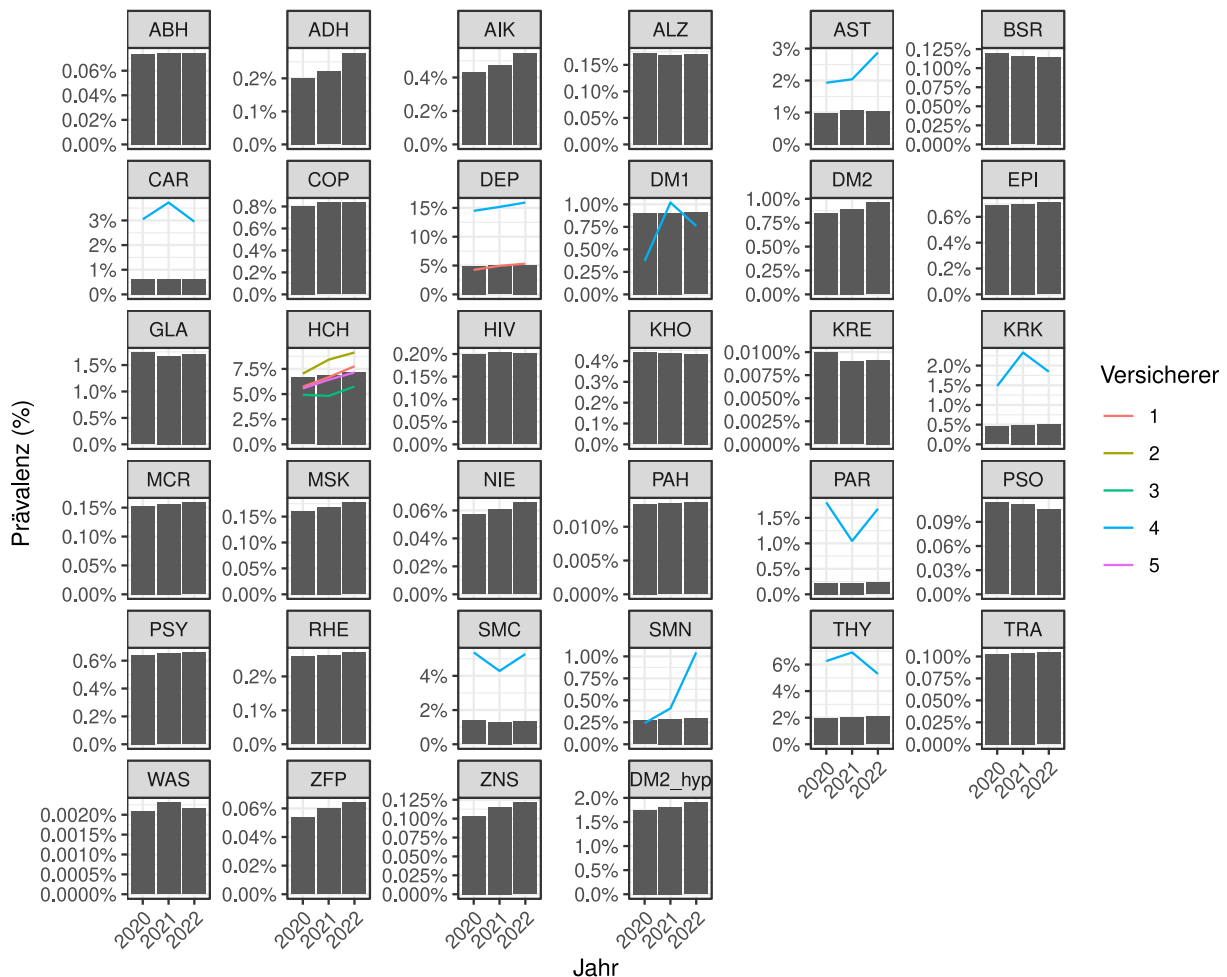 ABH ADH AIK ALZ AST BSR
0.06% 0.04% 0.02% 0.00%
0.2% 0.1% 0.0%
0.4% 0.2% 0.0%
0.15% 0.10% 0.05% 0.00%
3% 2% 1% 0%
0.125% 0.100% 0.075% 0.050% 0.025% 0.000%
CAR COP DEP DM1 DM2 EPI
3% 2% 1% 0%
0.8% 0.6% 0.4% 0.2% 0.0%
15% 10% 5% 0%
1.00% 0.75% 0.50% 0.25% 0.00%
1.00% 0.75% 0.50% 0.25% 0.00%
0.6% 0.4% 0.2% 0.0%
GLA HCH HIV KHO KRE KRK
1.5% 1.0% 0.5% 0.0%
7.5% 5.0% 2.5% 0.0%
0.20% 0.15% 0.10% 0.05% 0.00%
0.4% 0.3% 0.2% 0.1% 0.0%
0.0100% 0.0075% 0.0050% 0.0025% 0.0000%
2.0% 1.5% 1.0% 0.5% 0.0%
MCR MSK NIE PAH PAR PSO
0.15% 0.10% 0.05% 0.00%
0.15% 0.10% 0.05% 0.00%
0.06% 0.04% 0.02% 0.00%
0.010% 0.005% 0.000%
1.5% 1.0% 0.5% 0.0%
0.09% 0.06% 0.03% 0.00%
PSY RHE SMC SMN THY TRA
0.6% 0.4% 0.2% 0.0%
0.2% 0.1% 0.0%
4% 2% 0%
1.00% 0.75% 0.50% 0.25% 0.00%
6% 4% 2% 0%
0.100% 0.075% 0.050% 0.025% 0.000%
2020 2021 2022
2020 2021 2022
WAS ZFP ZNS DM2_hyp
0.0020% 0.0015% 0.0010% 0.0005% 0.0000%
0.06% 0.04% 0.02% 0.00%
0.125% 0.100% 0.075% 0.050% 0.025% 0.000%
2.0% 1.5% 1.0% 0.5% 0.0%
2020 2021 2022
2020 2021 2022
2020 2021 2022
2020 2021 2022
Jahr
Prävalenz (%)
Versicherer
1
2
3
4
5